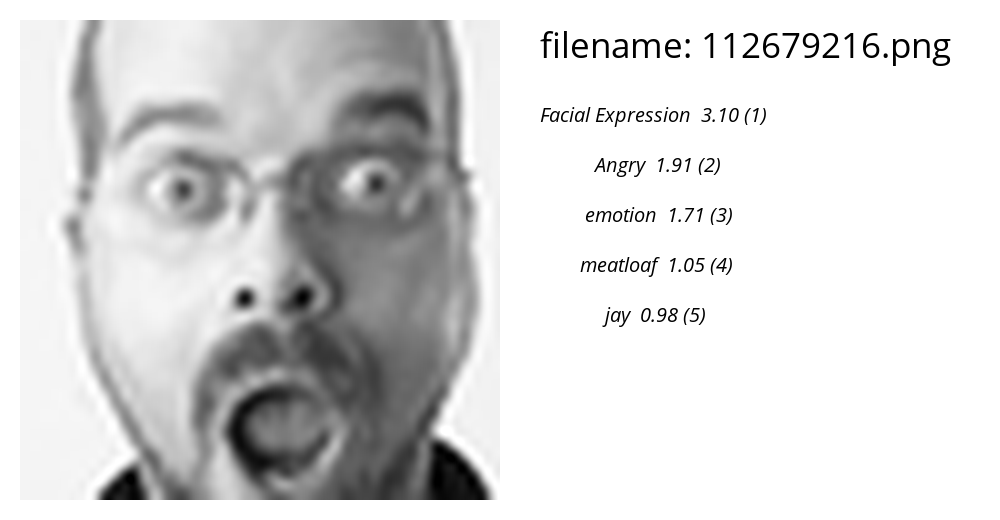 filename: 112679216.png
Facial Expression 3.10 (1)
Angry 1.91 (2)
emotion 1.71 (3)
meatloaf 1.05 (4)
jay 0.98 (5)